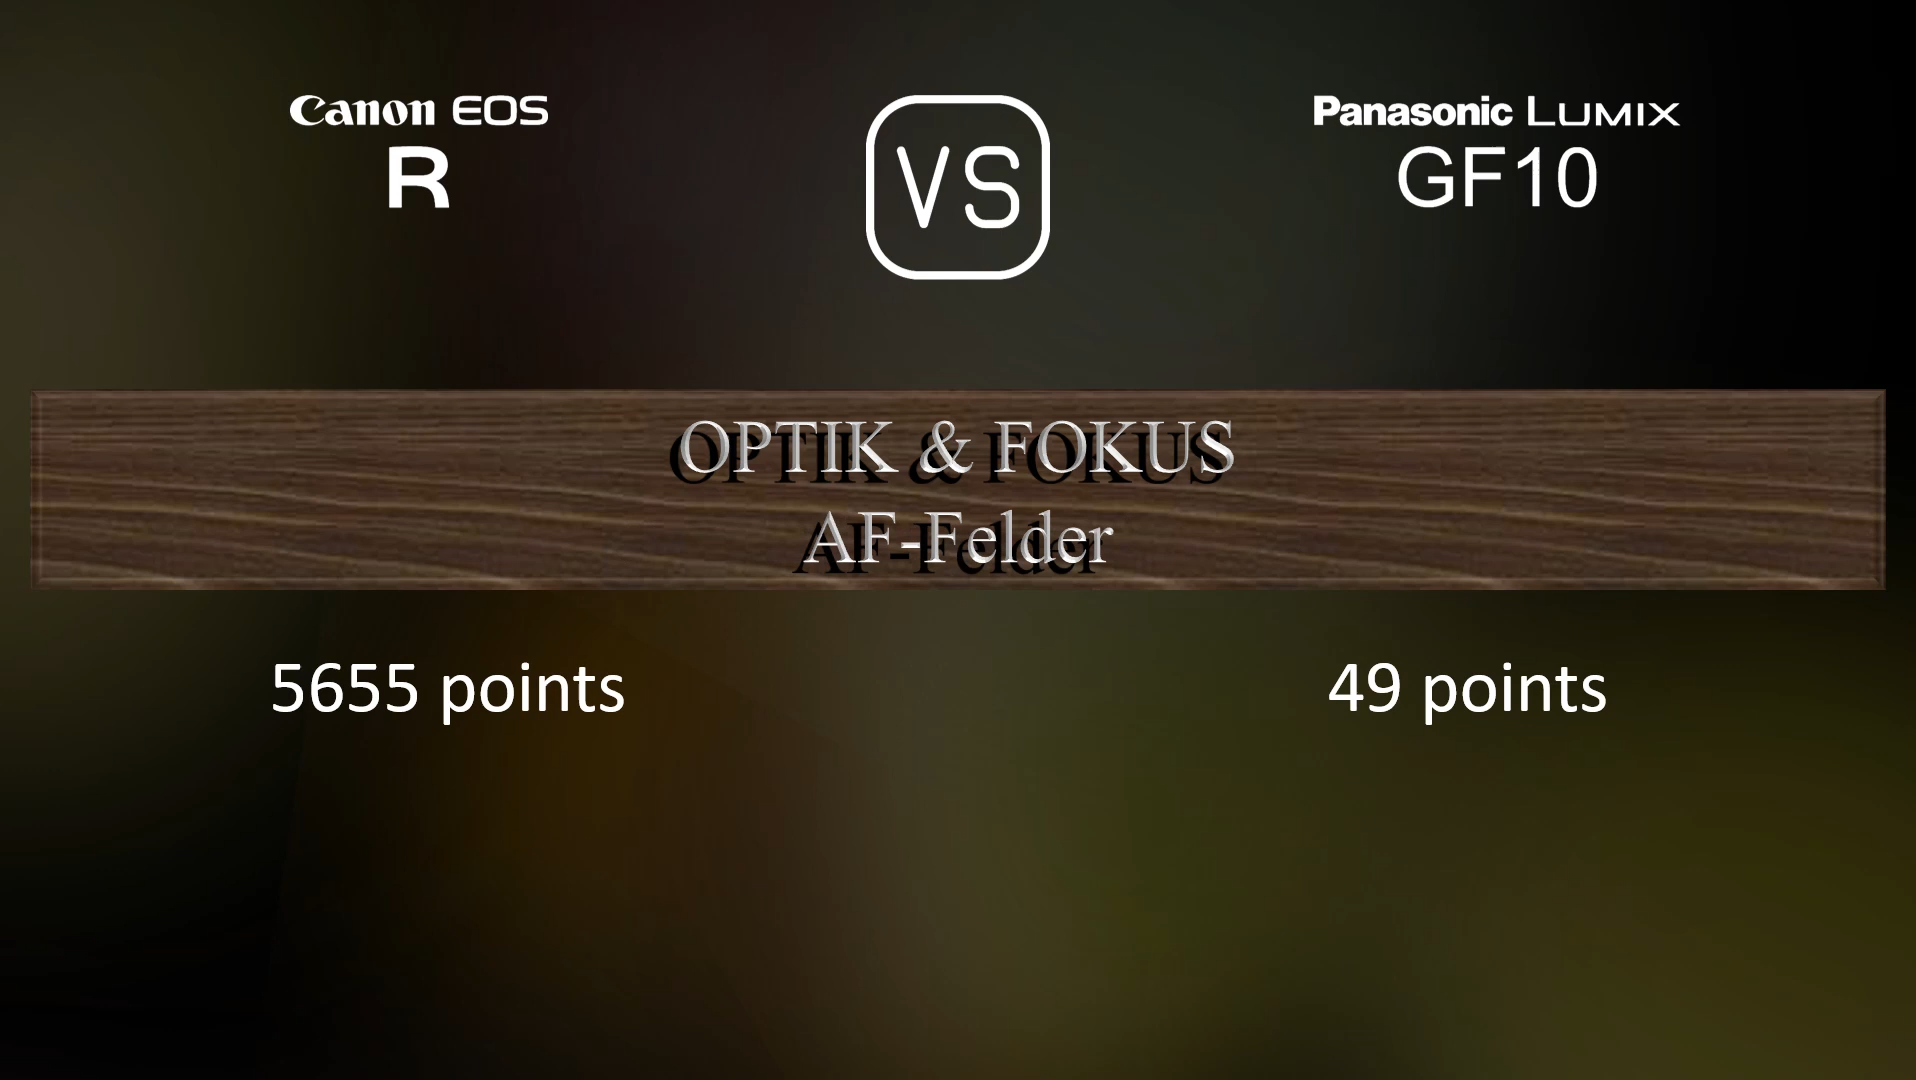 Canon EOS
R
VS
Panasonic LUMIX
GF10
OPTIK & FOKUS
AF-Felder
5655 points
49 points